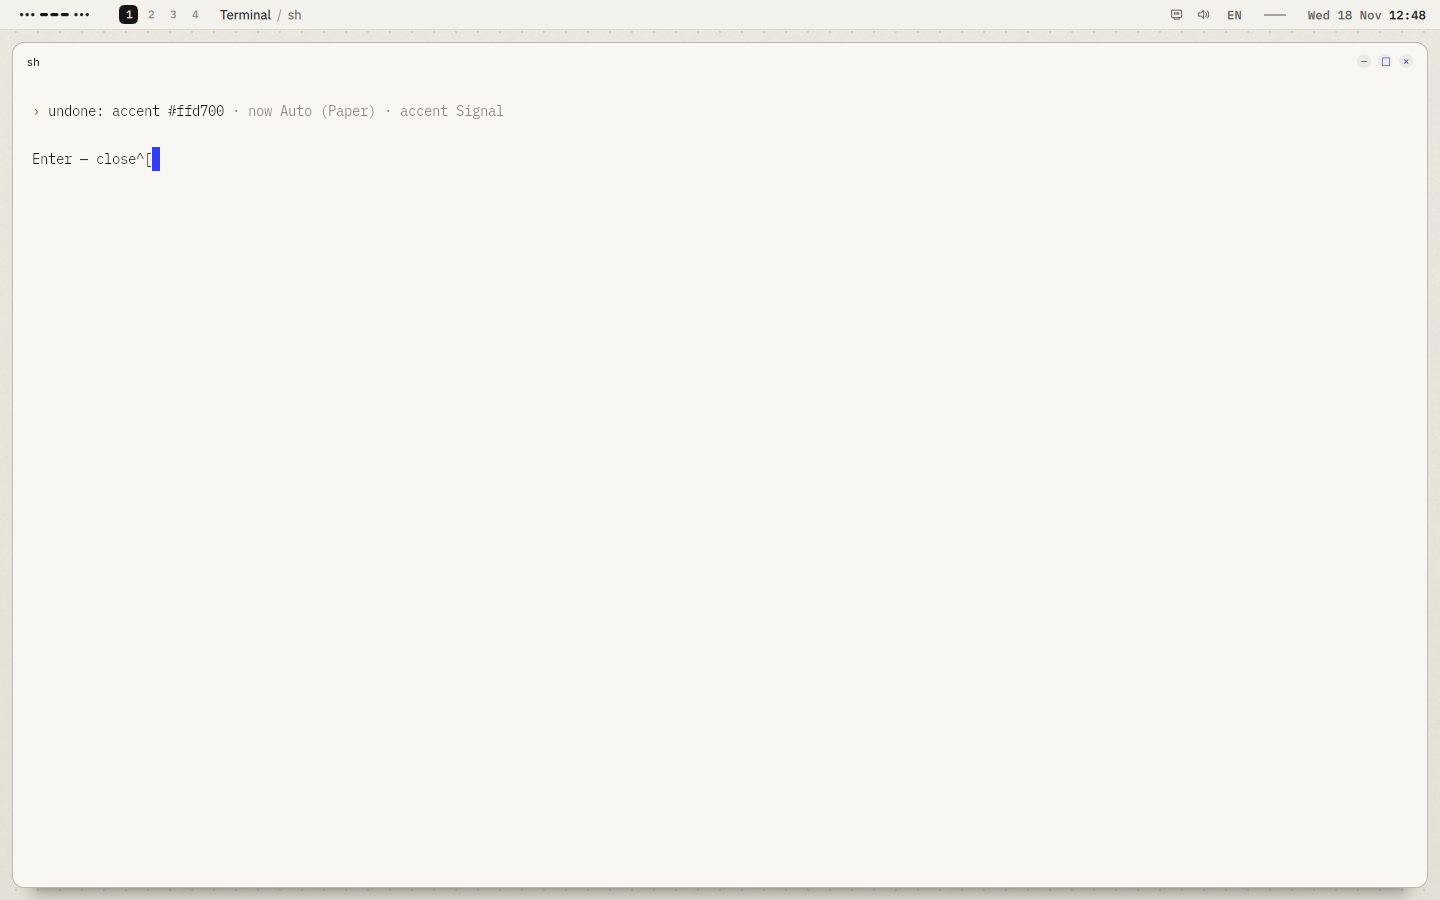 1 2 3 4 Terminal / sh EN Wed 18 Nov 12:48
sh
› undone: accent #ffd700 · now Auto (Paper) · accent Signal
Enter — close^[